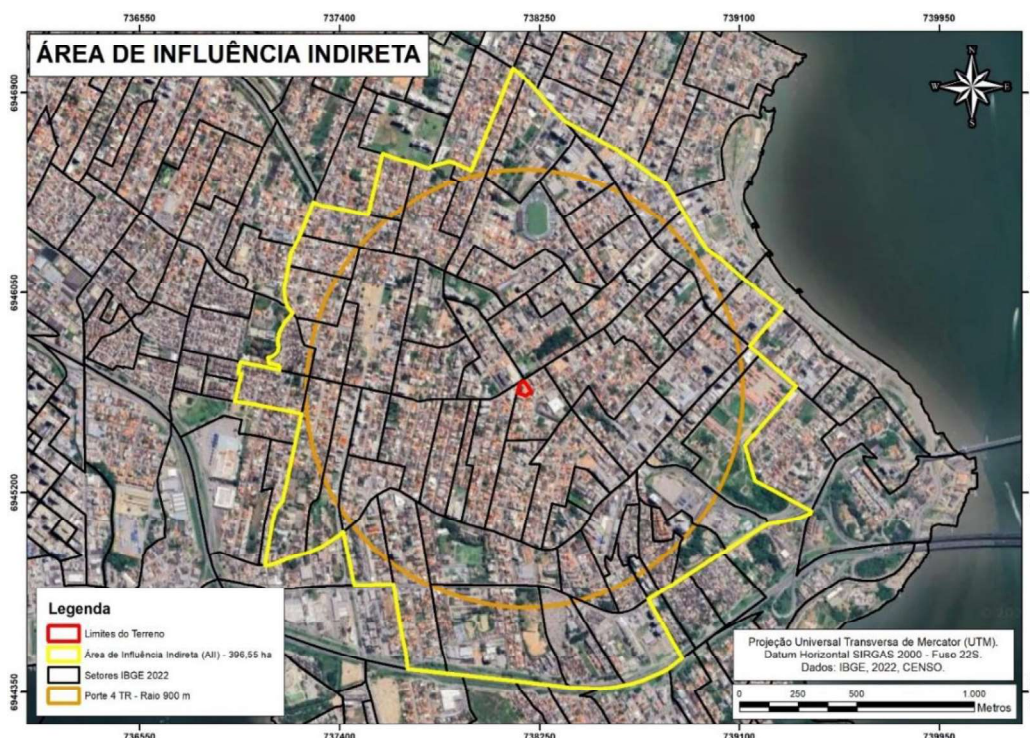 736550 737400 738250 739100 739950
ÁREA DE INFLUÊNCIA INDIRETA
N
W E
S
6946900
6946050
6945200
6944350
Legenda
Limites do Terreno
Área de Influência Indireta (AII) - 396,55 ha
Setores IBGE 2022
Porte 4 TR - Raio 900 m
Projeção Universal Transversa de Mercator (UTM).
Datum Horizontal SIRGAS 2000 - Fuso 22S.
Dados: IBGE, 2022, CENSO.
0 250 500 1.000
Metros
736550 737400 738250 739100 739950